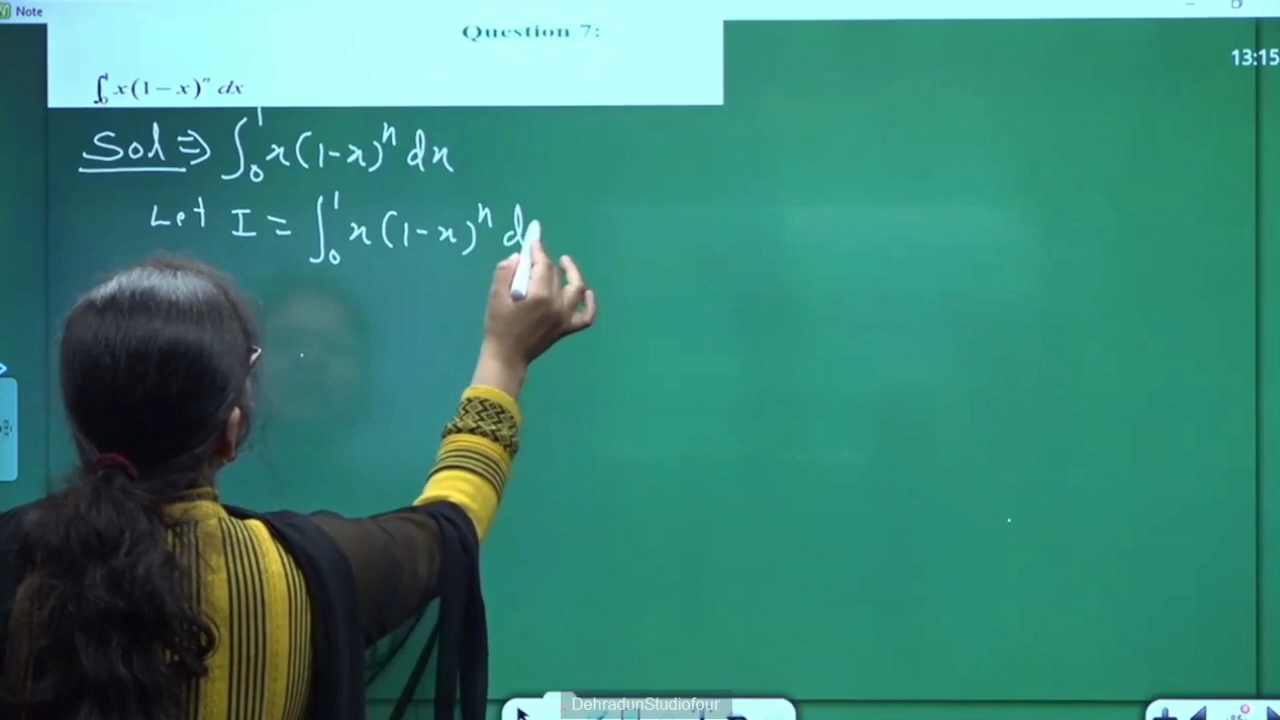 Note
Question 7:
13:15
∫₀¹ x(1−x)ⁿ dx
Sol ⇒ ∫₀¹ x(1-x)ⁿ dx
Let I = ∫₀¹ x(1-x)ⁿ d
DehradunStudiofour